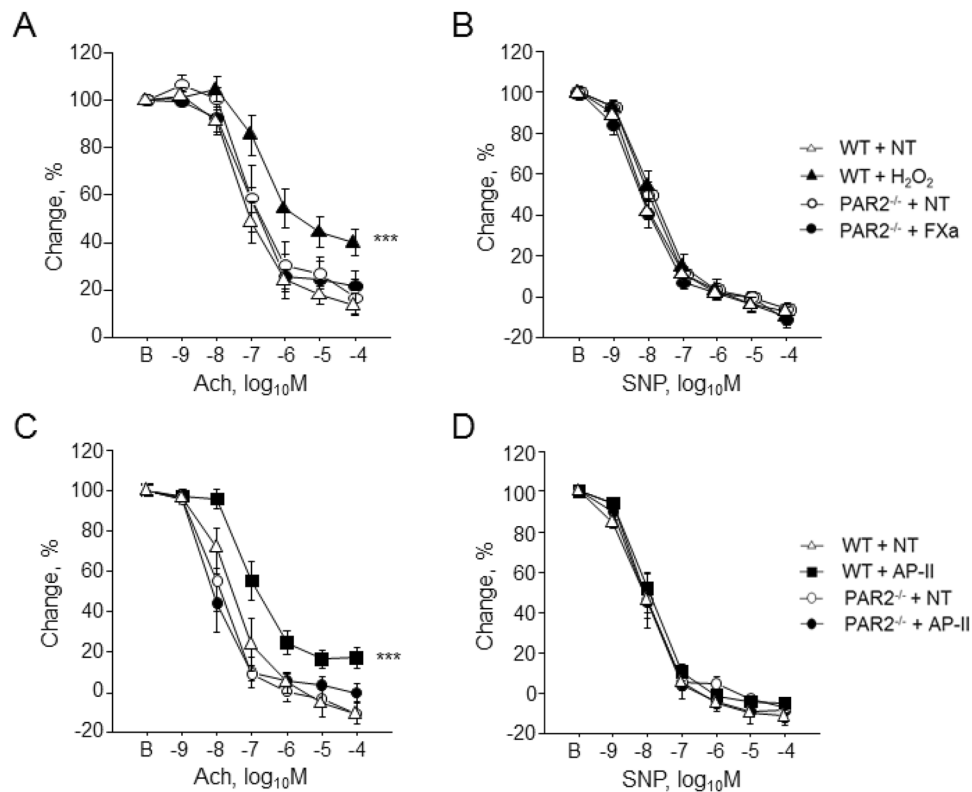 A
120
100
80
60
40
20
0
Change, %
***
B -9 -8 -7 -6 -5 -4
Ach, log₁₀M
B
120
100
80
60
40
20
0
-20
Change, %
B -9 -8 -7 -6 -5 -4
SNP, log₁₀M
WT + NT
WT + H₂O₂
PAR2⁻/⁻ + NT
PAR2⁻/⁻ + FXa
C
120
100
80
60
40
20
0
-20
Change, %
***
B -9 -8 -7 -6 -5 -4
Ach, log₁₀M
D
120
100
80
60
40
20
0
-20
Change, %
B -9 -8 -7 -6 -5 -4
SNP, log₁₀M
WT + NT
WT + AP-II
PAR2⁻/⁻ + NT
PAR2⁻/⁻ + AP-II